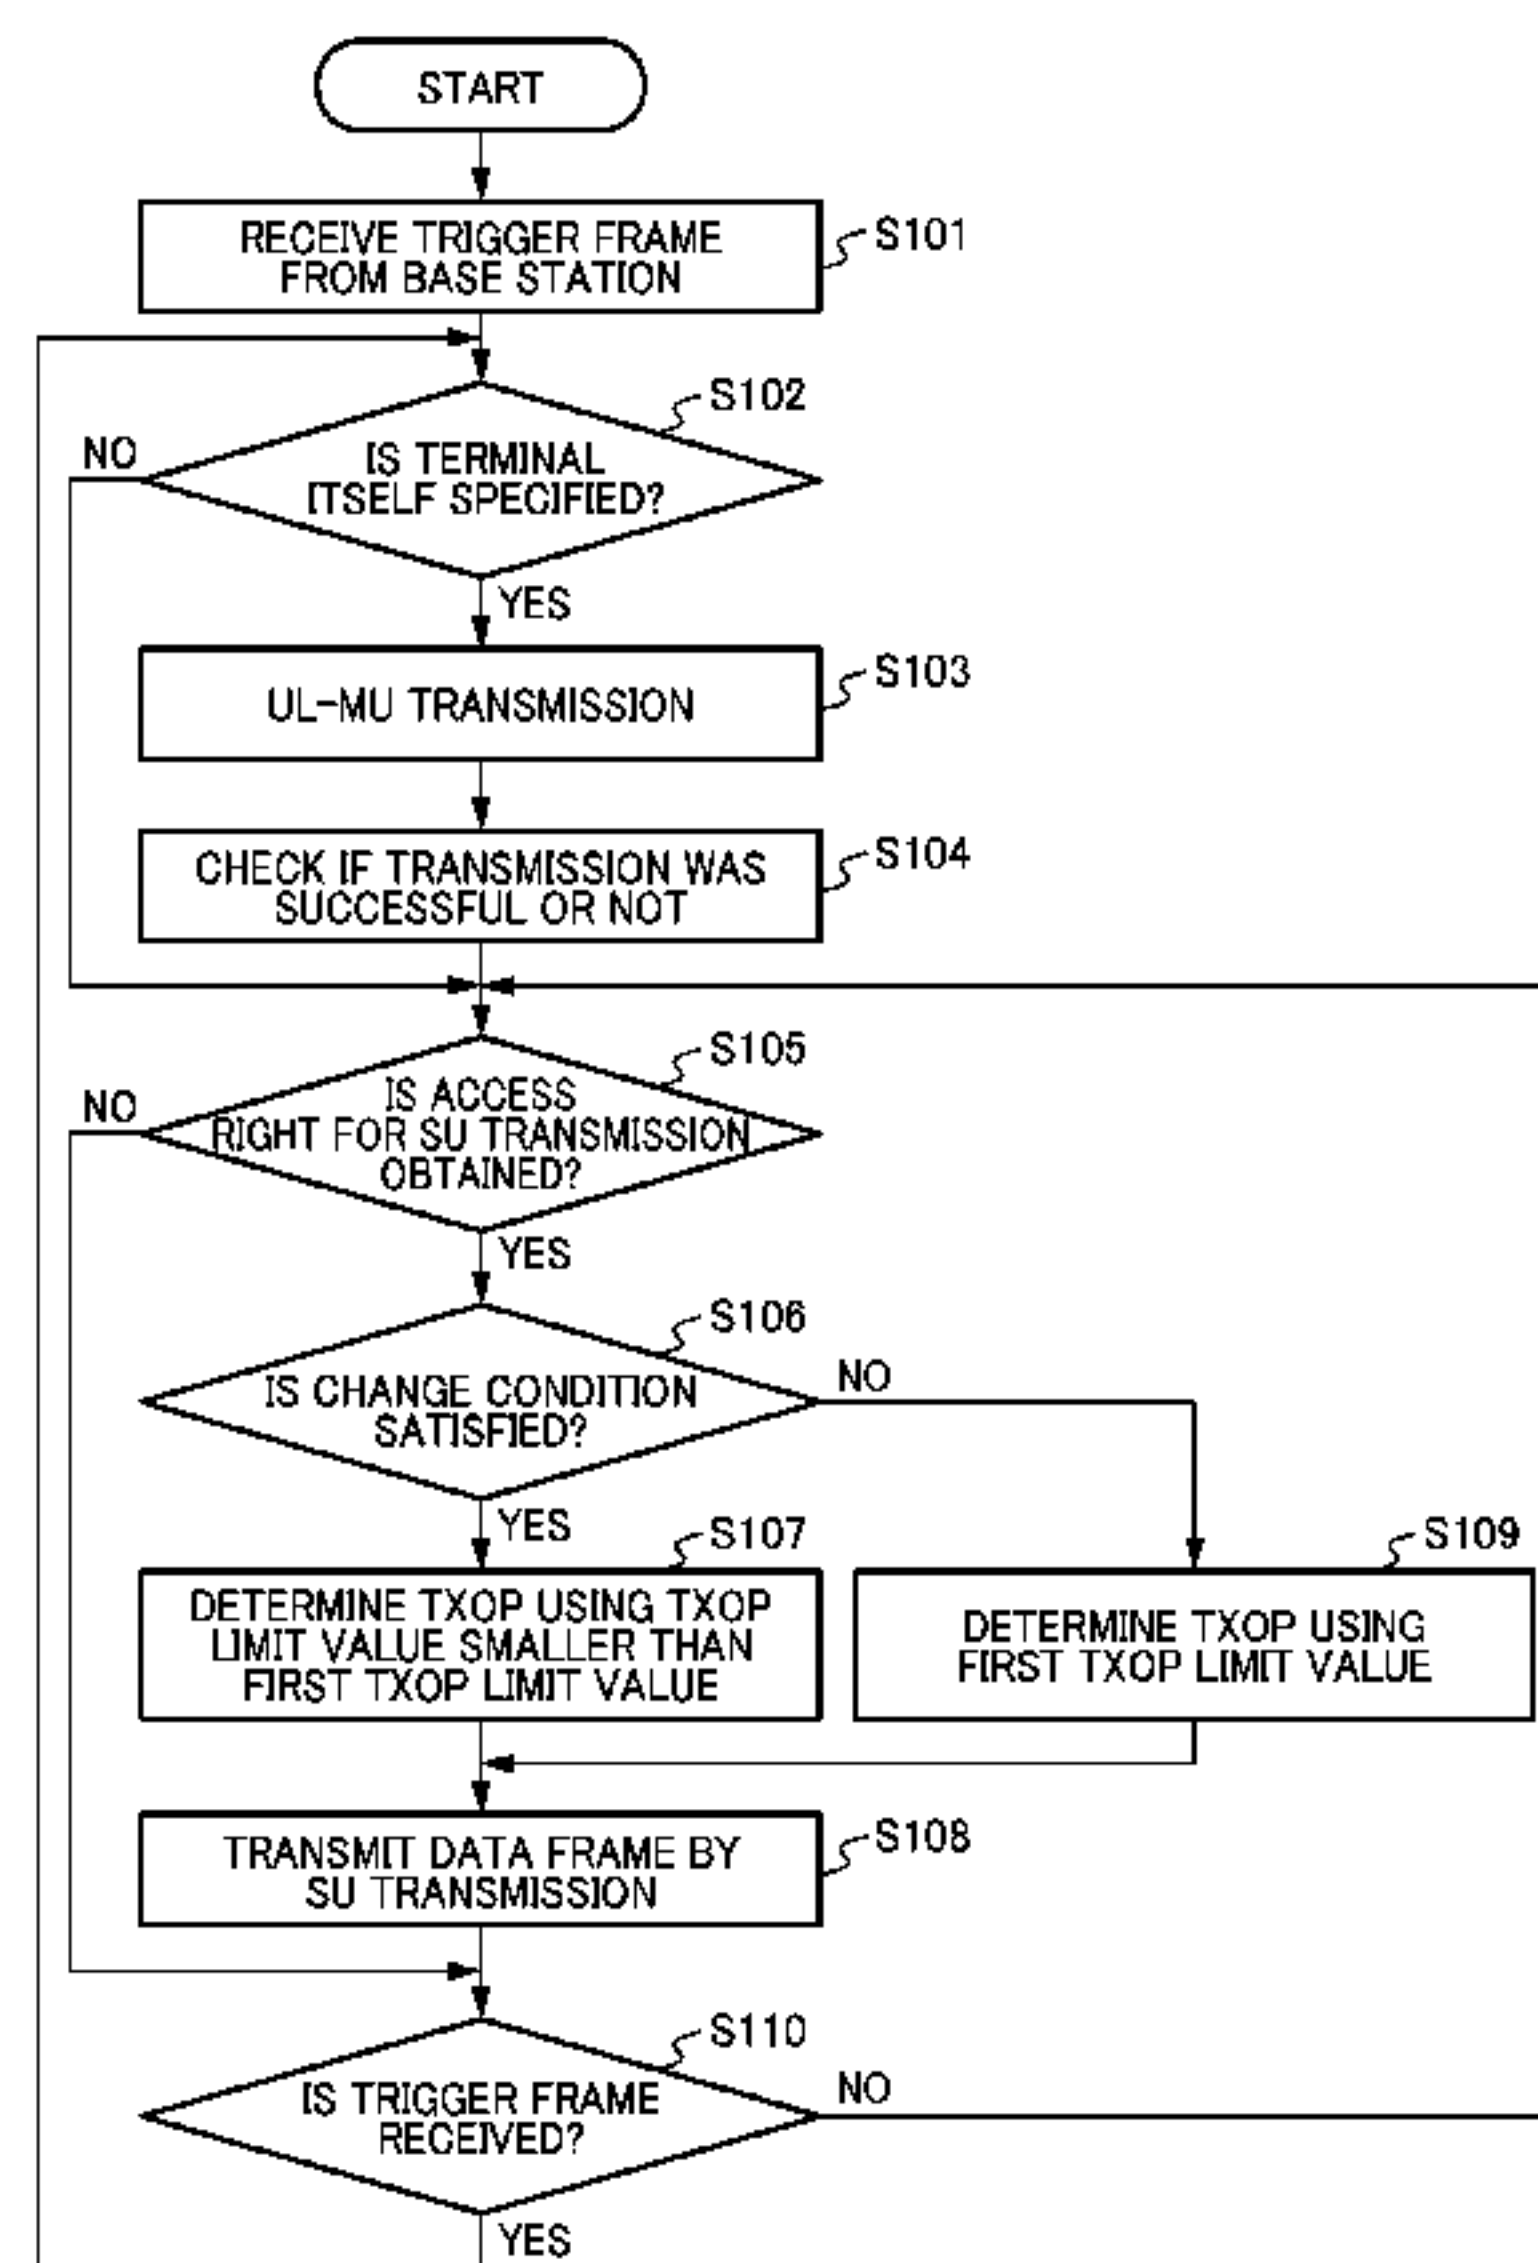 START
RECEIVE TRIGGER FRAME
FROM BASE STATION
S101
S102
NO
IS TERMINAL
ITSELF SPECIFIED?
YES
UL-MU TRANSMISSION
S103
CHECK IF TRANSMISSION WAS
SUCCESSFUL OR NOT
S104
S105
NO
IS ACCESS
RIGHT FOR SU TRANSMISSION
OBTAINED?
YES
S106
NO
IS CHANGE CONDITION
SATISFIED?
YES
S107
DETERMINE TXOP USING TXOP
LIMIT VALUE SMALLER THAN
FIRST TXOP LIMIT VALUE
S109
DETERMINE TXOP USING
FIRST TXOP LIMIT VALUE
TRANSMIT DATA FRAME BY
SU TRANSMISSION
S108
S110
IS TRIGGER FRAME
RECEIVED?
NO
YES